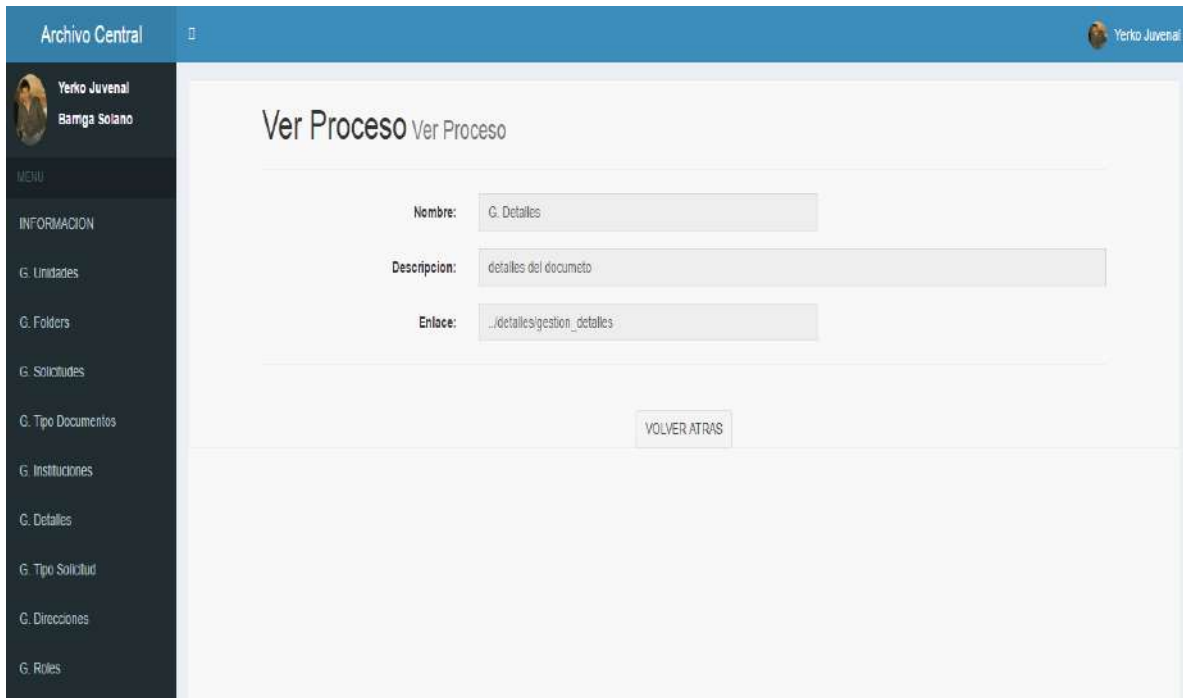 Archivo Central
Yerko Juvenal
Yerko Juvenal
Barriga Solano
MENU
INFORMACION
G. Unidades
G. Folders
G. Solicitudes
G. Tipo Documentos
G. Instituciones
G. Detalles
G. Tipo Solicitud
G. Direcciones
G. Roles
Ver Proceso Ver Proceso
Nombre: G. Detalles
Descripcion: detalles del documeto
Enlace: ../detalles/gestion_detalles
VOLVER ATRAS